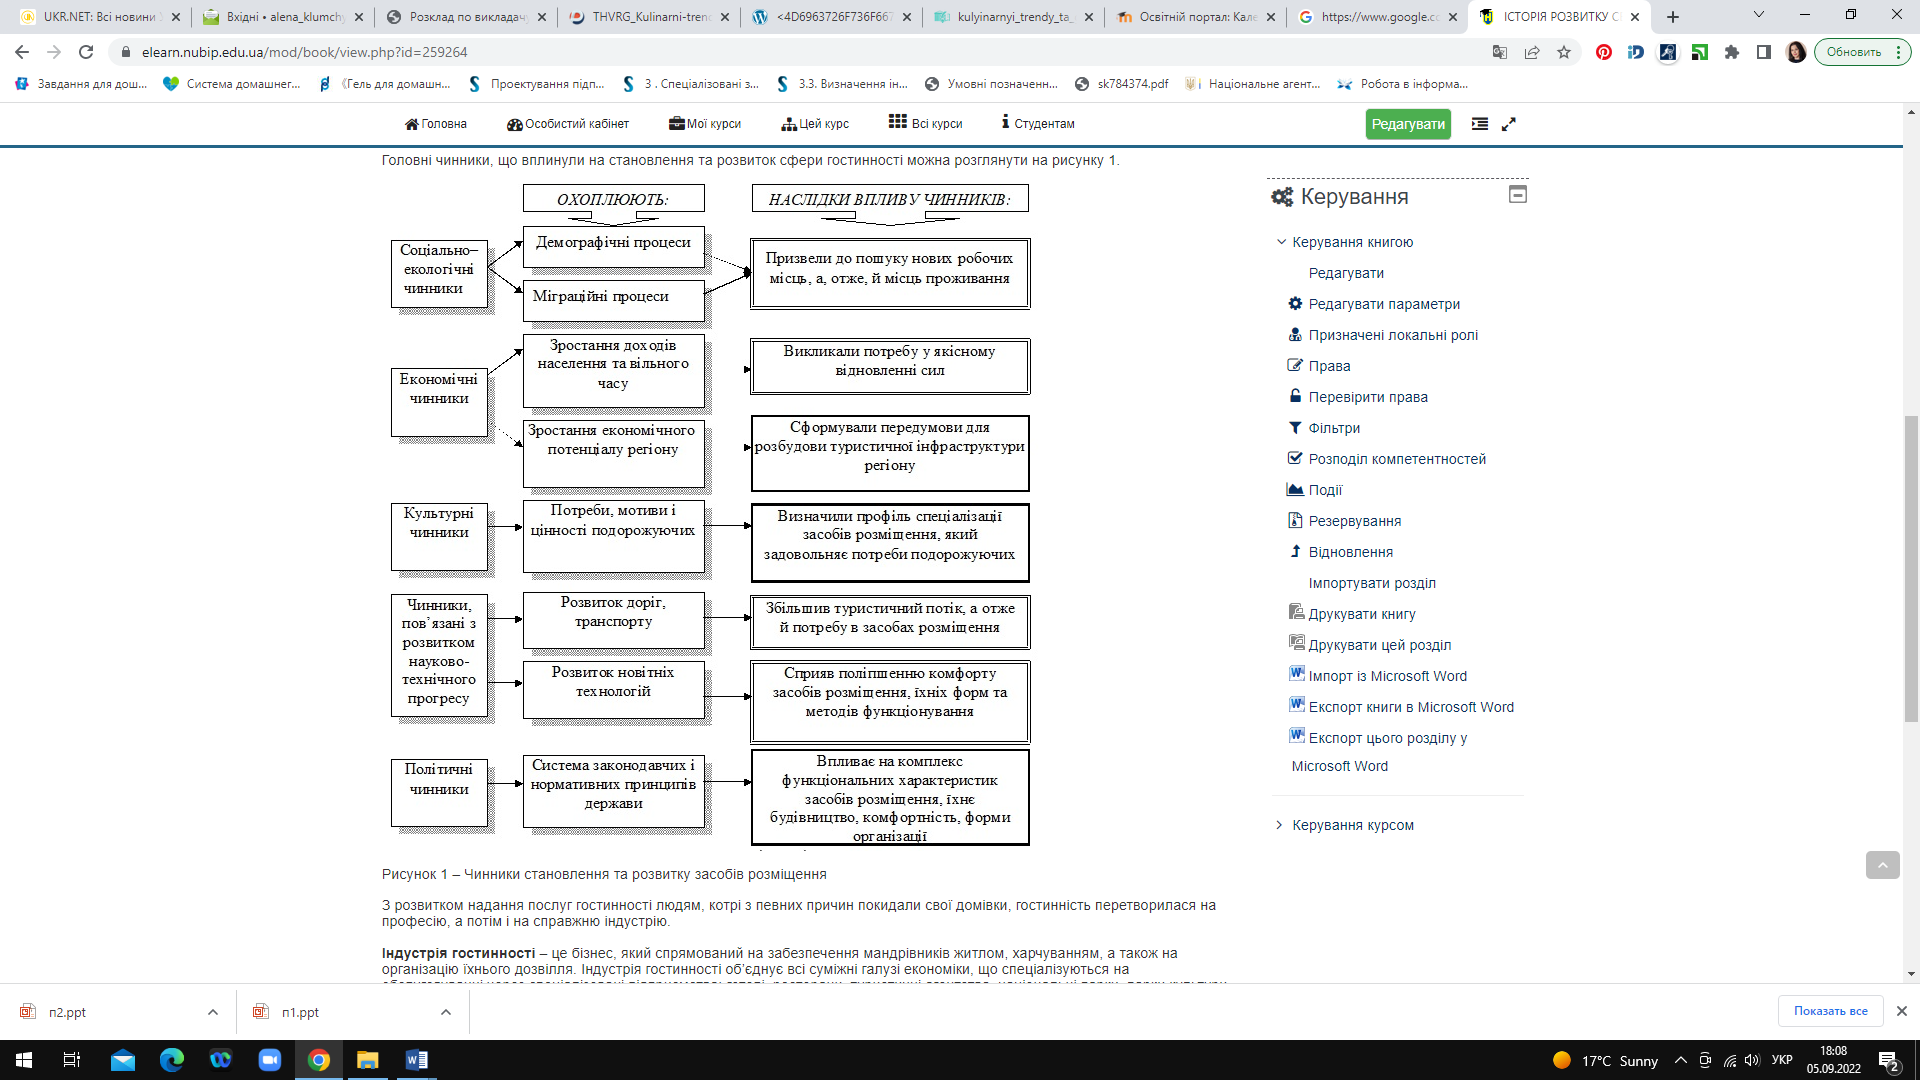 UKR.NET: Всі новини
Вхідні • alena_klumchy
Розклад по викладач
THVRG_Kulinarni-tren
<4D6963726F736F667
kulyinarnyi_trendy_ta_
Освітній портал: Кале
https://www.google.co
ІСТОРІЯ РОЗВИТКУ С
elearn.nubip.edu.ua/mod/book/view.php?id=259264
Обновить
Завдання для дош...
Система домашнег...
《Гель для домашн...
Проектування підп...
3 . Спеціалізовані з...
3.3. Визначення ін...
Умовні позначенн...
sk784374.pdf
Національне агент...
Робота в інформа...
Головна
Особистий кабінет
Мої курси
Цей курс
Всі курси
Студентам
Редагувати
Головні чинники, що вплинули на становлення та розвиток сфери гостинності можна розглянути на рисунку 1.
ОХОПЛЮЮТЬ:
НАСЛІДКИ ВПЛИВУ ЧИННИКІВ:
Соціально–
екологічні
чинники
Демографічні процеси
Міграційні процеси
Призвели до пошуку нових робочих
місць, а, отже, й місць проживання
Економічні
чинники
Зростання доходів
населення та вільного
часу
Викликали потребу у якісному
відновленні сил
Зростання економічного
потенціалу регіону
Сформували передумови для
розбудови туристичної інфраструктури
регіону
Культурні
чинники
Потреби, мотиви і
цінності подорожуючих
Визначили профіль спеціалізації
засобів розміщення, який
задовольняє потреби подорожуючих
Чинники,
пов’язані з
розвитком
науково-
технічного
прогресу
Розвиток доріг,
транспорту
Збільшив туристичний потік, а отже
й потребу в засобах розміщення
Розвиток новітніх
технологій
Сприяв поліпшенню комфорту
засобів розміщення, їхніх форм та
методів функціонування
Політичні
чинники
Система законодавчих і
нормативних принципів
держави
Впливає на комплекс
функціональних характеристик
засобів розміщення, їхнє
будівництво, комфортність, форми
організації
Рисунок 1 – Чинники становлення та розвитку засобів розміщення
З розвитком надання послуг гостинності людям, котрі з певних причин покидали свої домівки, гостинність перетворилася на
професію, а потім і на справжню індустрію.
Індустрія гостинності – це бізнес, який спрямований на забезпечення мандрівників житлом, харчуванням, а також на
організацію їхнього дозвілля. Індустрія гостинності об’єднує всі суміжні галузі економіки, що спеціалізуються на
Керування
Керування книгою
Редагувати
Редагувати параметри
Призначені локальні ролі
Права
Перевірити права
Фільтри
Розподіл компетентностей
Події
Резервування
Відновлення
Імпортувати розділ
Друкувати книгу
Друкувати цей розділ
Імпорт із Microsoft Word
Експорт книги в Microsoft Word
Експорт цього розділу у
Microsoft Word
Керування курсом
п2.ppt
п1.ppt
Показать все
17°C Sunny
УКР
18:08
05.09.2022
2